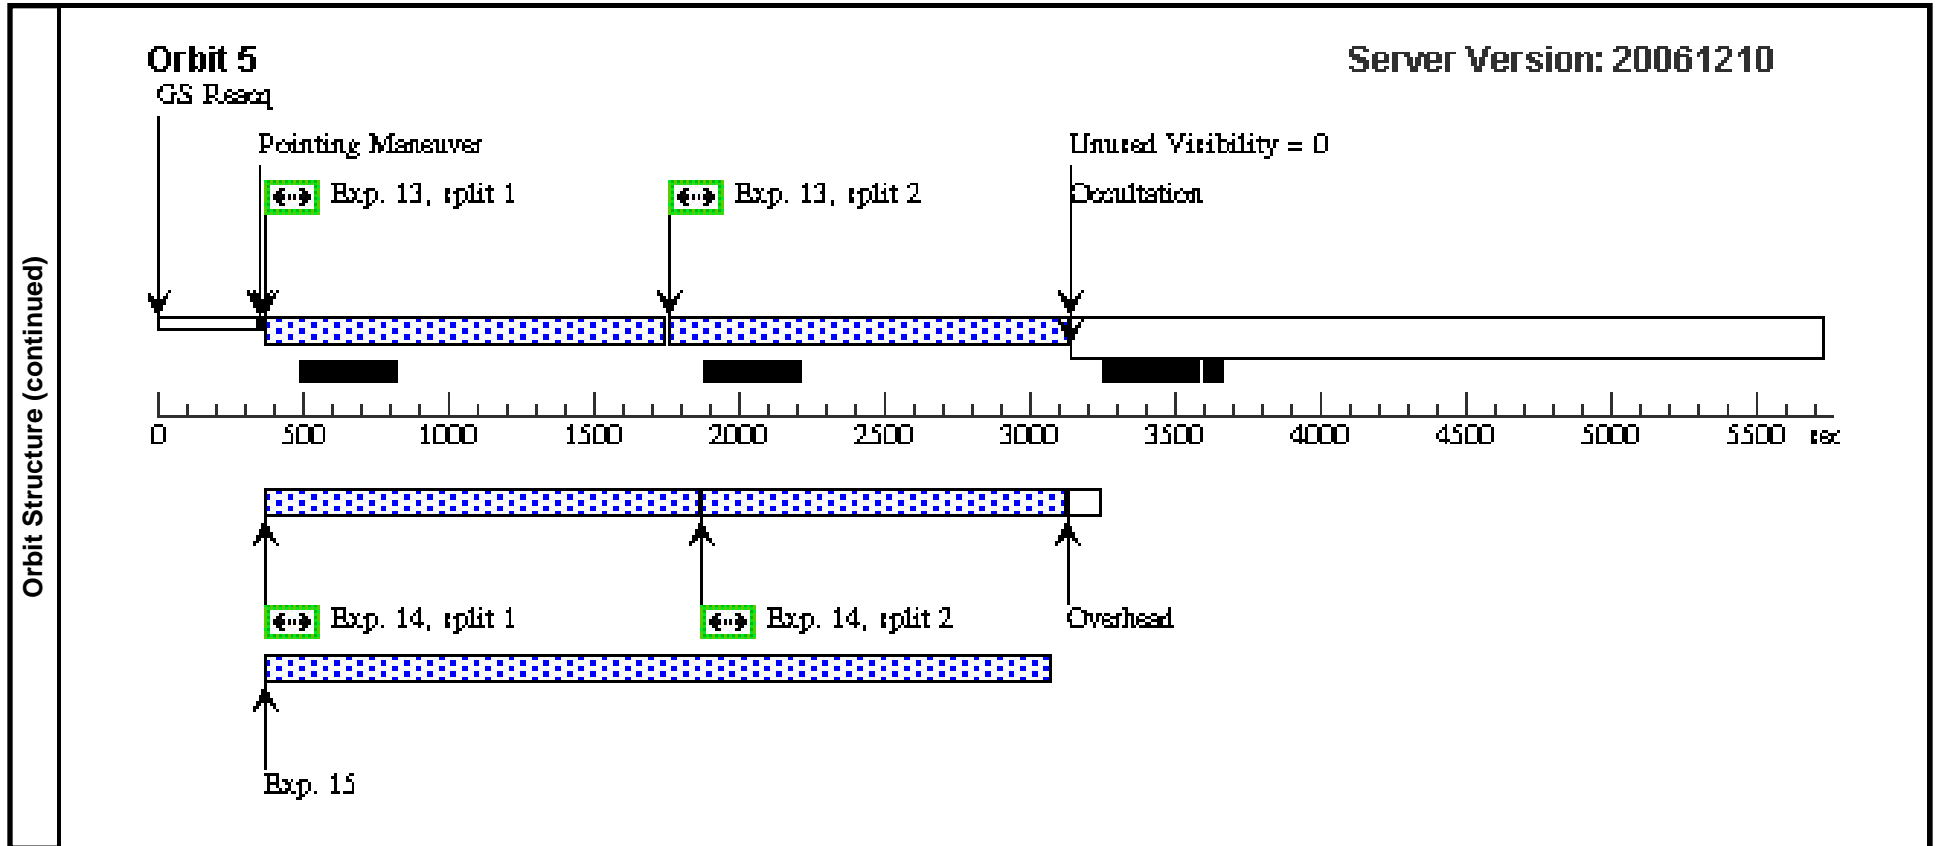 Orbit Structure (continued)
Orbit 5
Server Version: 20061210
GS Reacq
Pointing Maneuver
Unused Visibility = 0
Exp. 13, split 1
Exp. 13, split 2
Occultation
0 500 1000 1500 2000 2500 3000 3500 4000 4500 5000 5500 sec
Exp. 14, split 1
Exp. 14, split 2
Overhead
Exp. 15